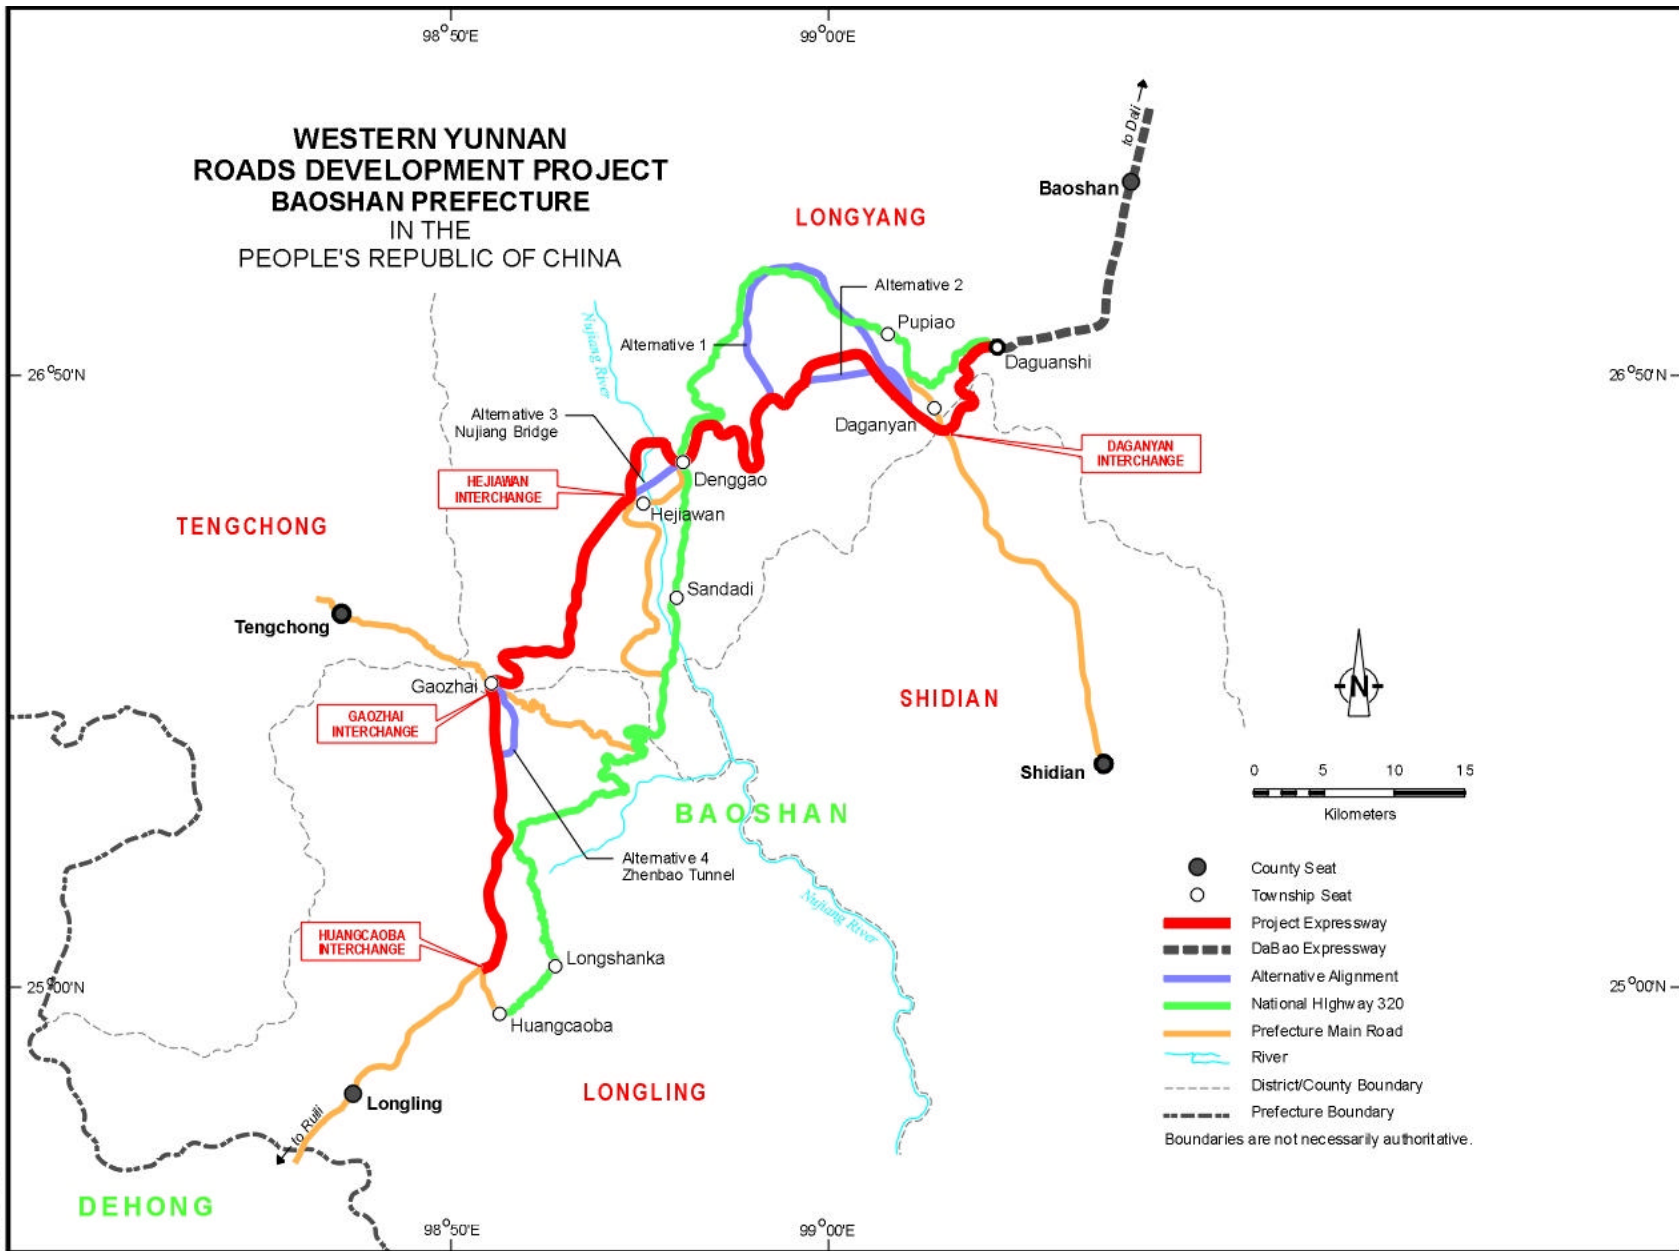 98°50'E
99°00'E
WESTERN YUNNAN
ROADS DEVELOPMENT PROJECT
BAOSHAN PREFECTURE
IN THE
PEOPLE'S REPUBLIC OF CHINA
to Dali
Baoshan
LONGYANG
Alternative 2
Nujiang River
Pupiao
Alternative 1
Daguanshi
26°50'N
26°50'N
Alternative 3
Nujiang Bridge
Daganyan
DAGANYAN
INTERCHANGE
HEJIAWAN
INTERCHANGE
Denggao
Hejiawan
TENGCHONG
Sandadi
Tengchong
Gaozhai
SHIDIAN
N
GAOZHAI
INTERCHANGE
Shidian
0 5 10 15
Kilometers
BAOSHAN
Alternative 4
Zhenbao Tunnel
County Seat
Township Seat
Nujiang River
Project Expressway
HUANGCAOBA
INTERCHANGE
DaBao Expressway
Longshanka
Alternative Alignment
25°00'N
25°00'N
National HIghway 320
Huangcaoba
Prefecture Main Road
River
District/County Boundary
LONGLING
Longling
Prefecture Boundary
to Ruili
Boundaries are not necessarily authoritative.
DEHONG
98°50'E
99°00'E